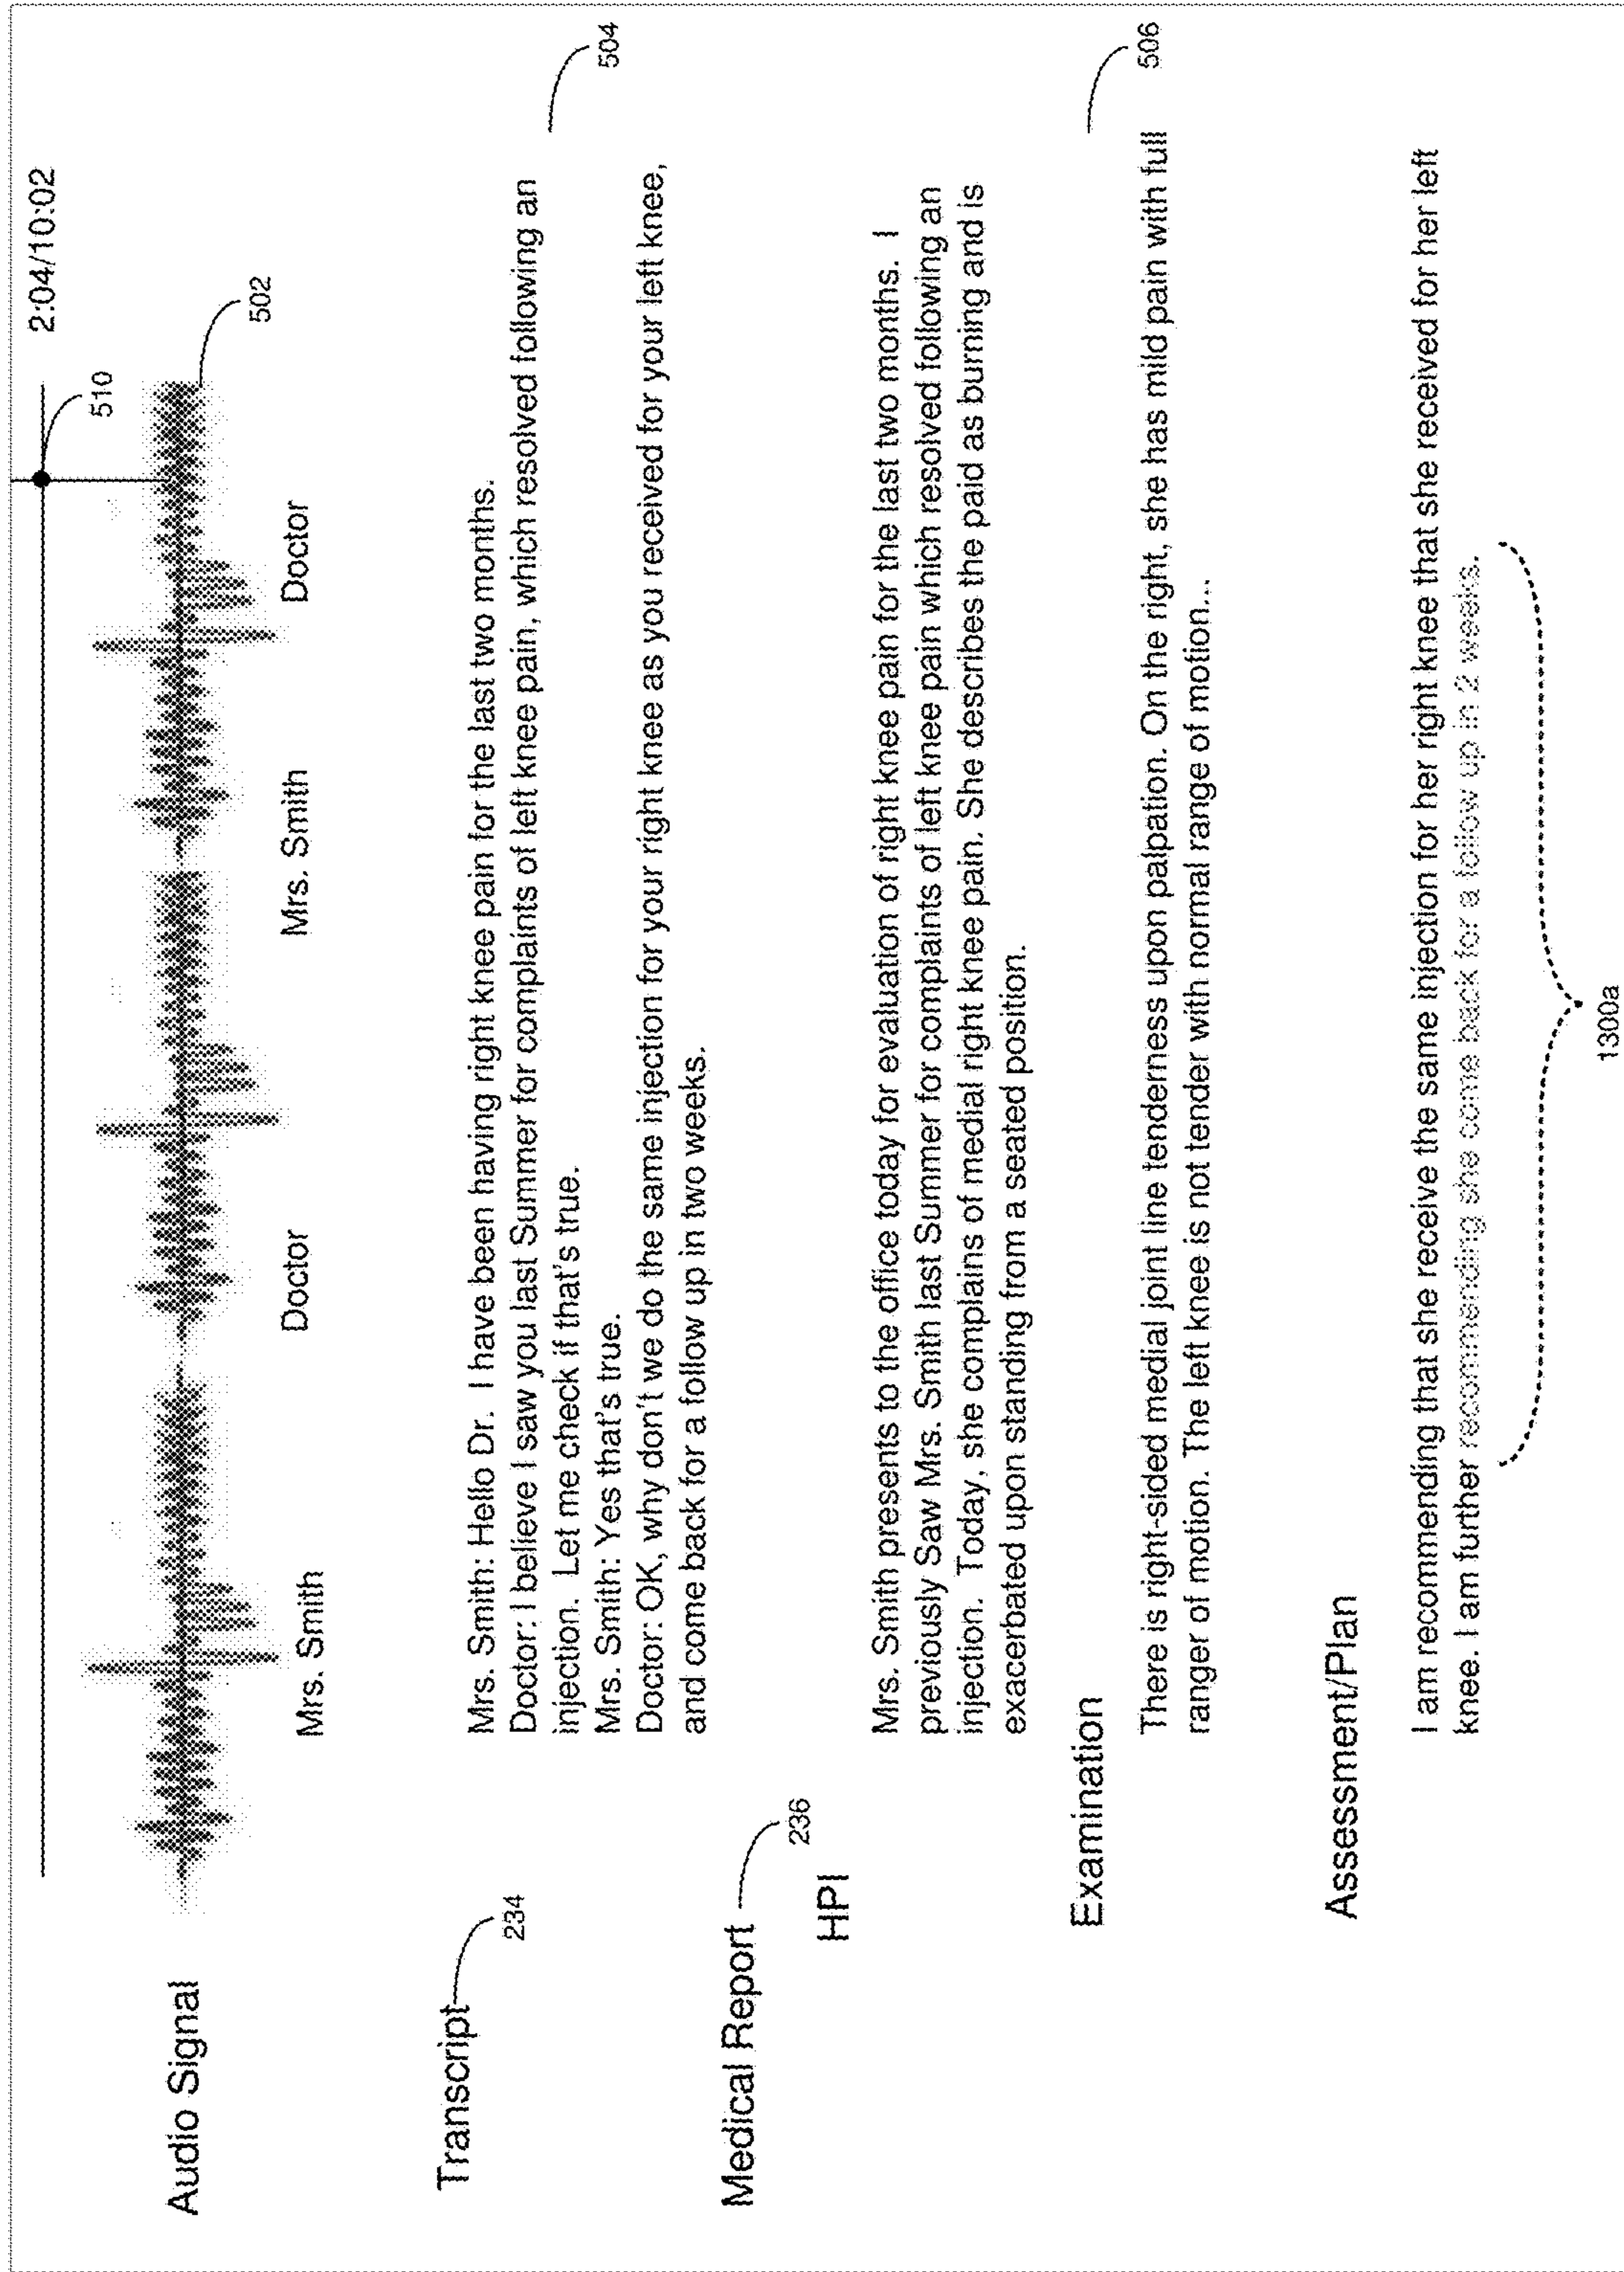 2:04/10:02
510
Audio Signal
502
Mrs. Smith
Doctor
Mrs. Smith
Doctor
Transcript
234
Mrs. Smith: Hello Dr.  I have been having right knee pain for the last two months.
Doctor: I believe I saw you last Summer for complaints of left knee pain, which resolved following an
injection.  Let me check if that's true.
Mrs. Smith: Yes that's true.
Doctor: OK, why don't we do the same injection for your right knee as you received for your left knee,
and come back for a follow up in two weeks.
504
Medical Report
236
HPI
Mrs. Smith presents to the office today for evaluation of right knee pain for the last two months.  I
previously Saw Mrs. Smith last Summer for complaints of left knee pain which resolved following an
injection.  Today, she complains of medial right knee pain. She describes the paid as burning and is
exacerbated upon standing from a seated position.
506
Examination
There is right-sided medial joint line tenderness upon palpation. On the right, she has mild pain with full
ranger of motion. The left knee is not tender with normal range of motion...
Assessment/Plan
I am recommending that she receive the same injection for her right knee that she received for her left
knee. I am further recommending she come back for a follow up in 2 weeks.
1300a